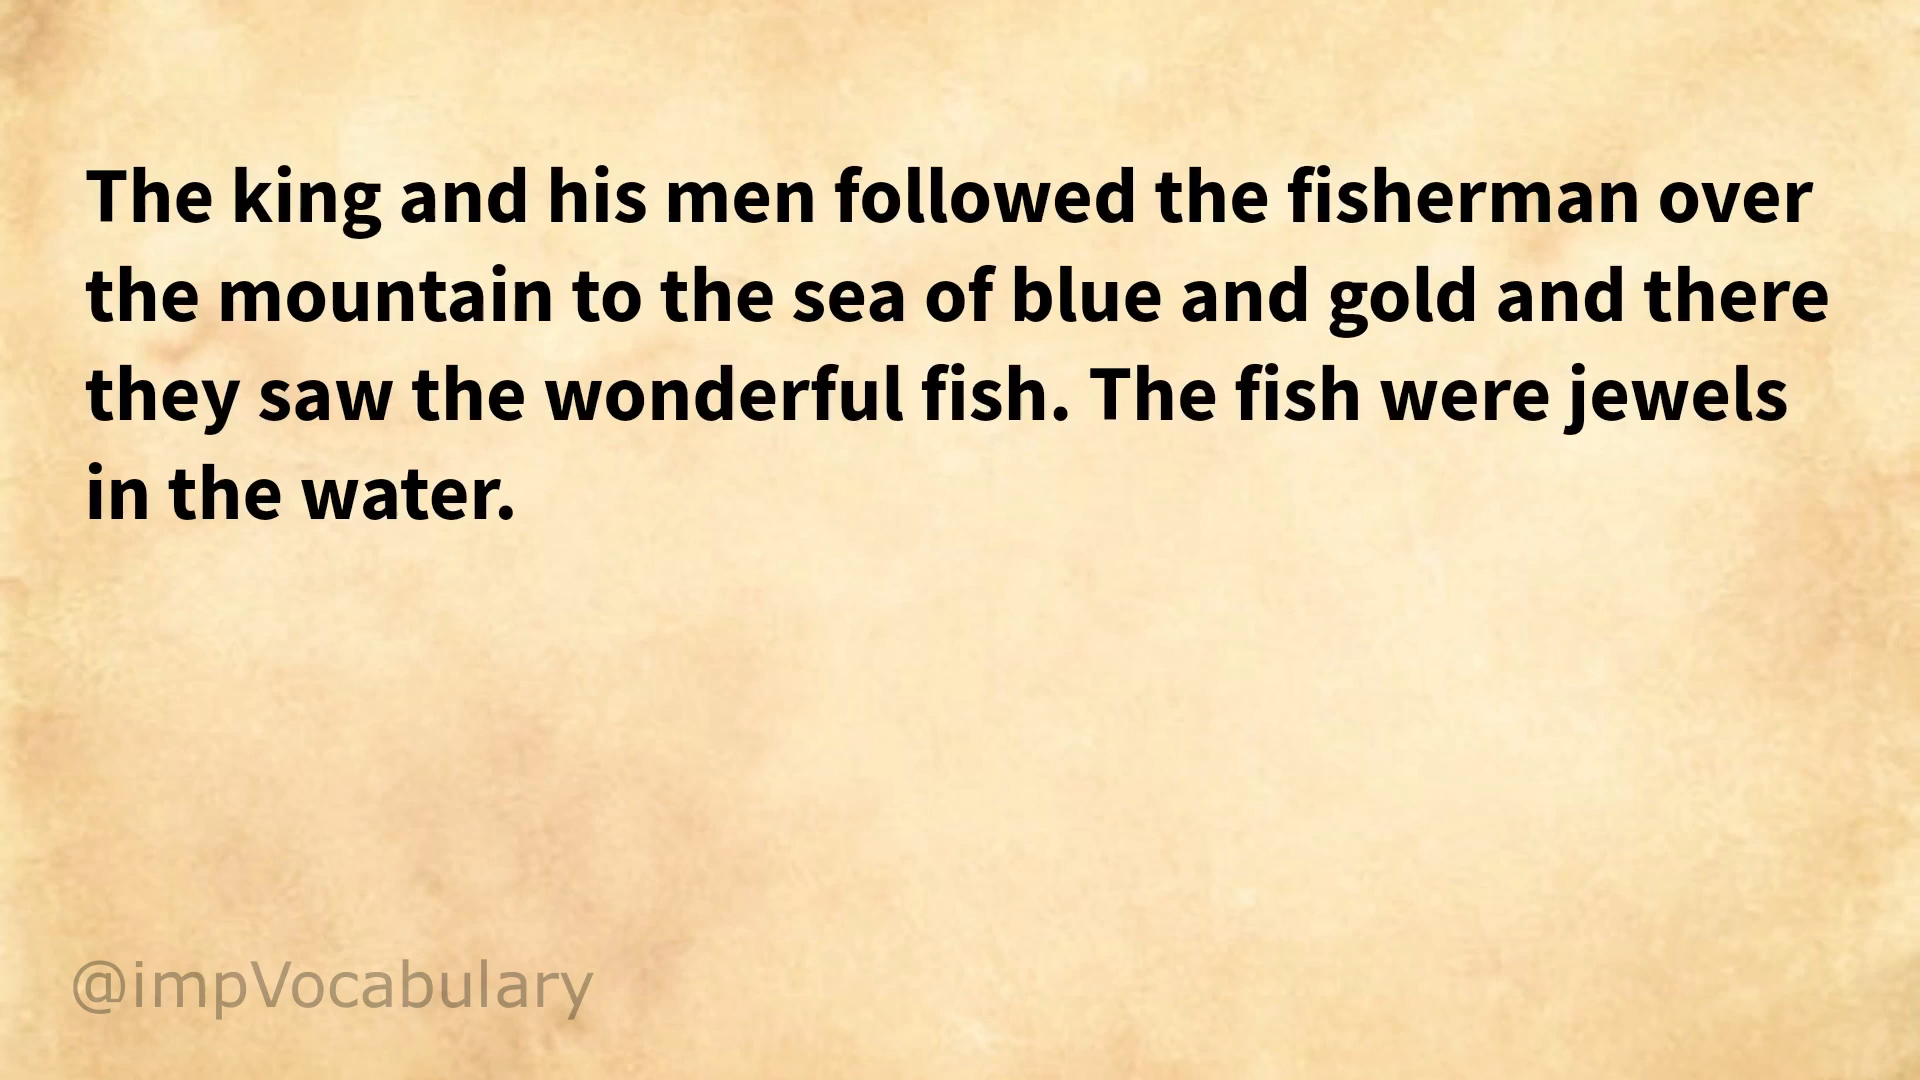 The king and his men followed the fisherman over
the mountain to the sea of blue and gold and there
they saw the wonderful fish. The fish were jewels
in the water.
@impVocabulary